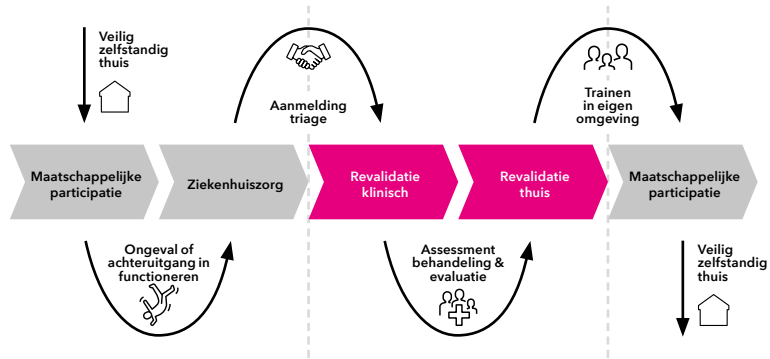 Veilig
zelfstandig
thuis
Aanmelding
triage
Trainen
in eigen
omgeving
Maatschappelijke
participatie
Ziekenhuiszorg
Revalidatie
klinisch
Revalidatie
thuis
Maatschappelijke
participatie
Ongeval of
achteruitgang in
functioneren
Assessment
behandeling &
evaluatie
Veilig
zelfstandig
thuis